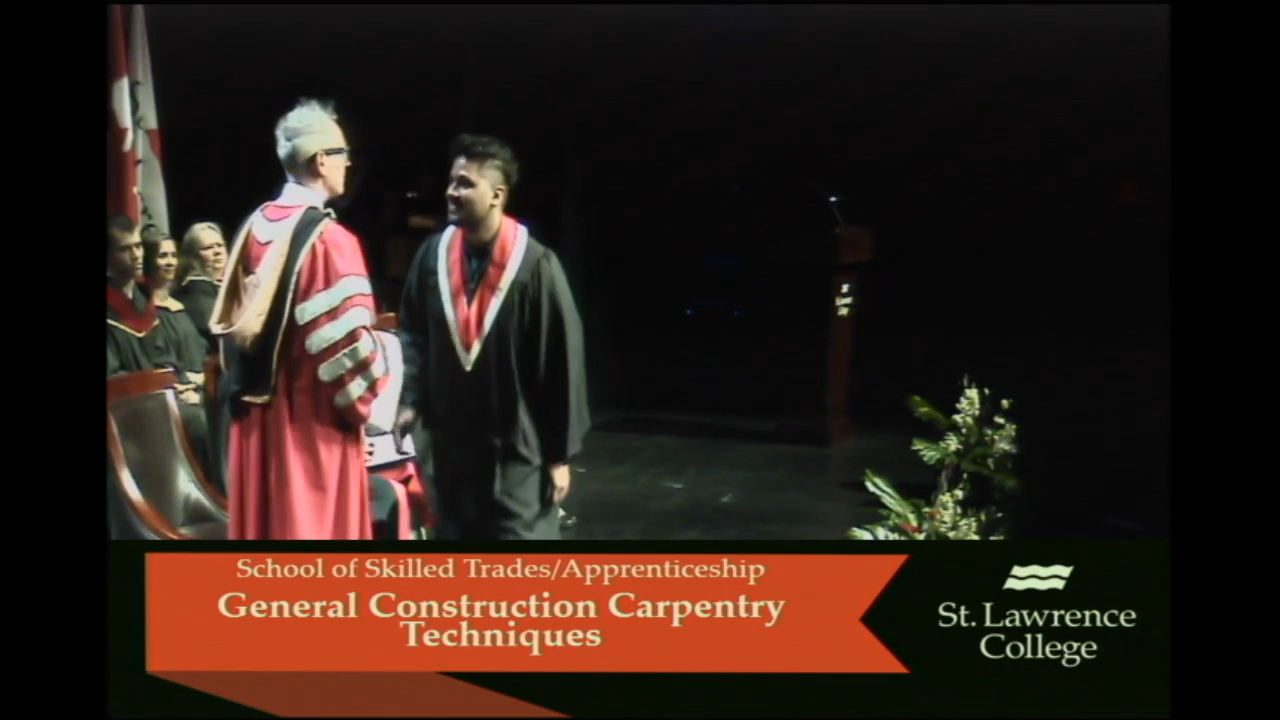 School of Skilled Trades/Apprenticeship
General Construction Carpentry
Techniques
St. Lawrence
College